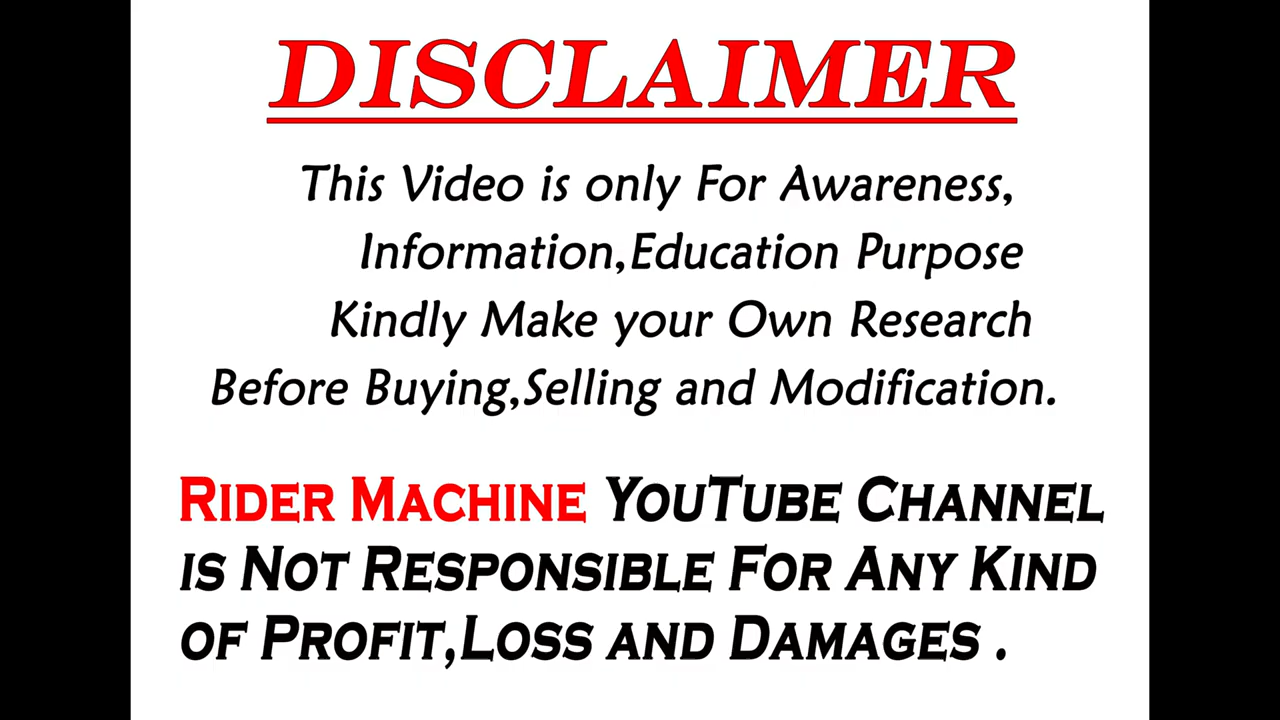 DISCLAIMER
This Video is only For Awareness,
Information,Education Purpose
Kindly Make your Own Research
Before Buying,Selling and Modification.
RIDER MACHINE YOUTUBE CHANNEL
IS NOT RESPONSIBLE FOR ANY KIND
OF PROFIT,LOSS AND DAMAGES .